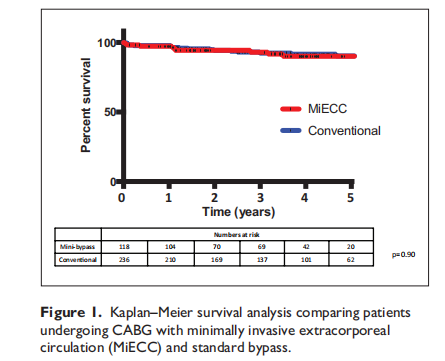 100
50
0
Percent survival
MiECC
Conventional
0 1 2 3 4 5
Time (years)
Numbers at risk
Mini-bypass 118 104 70 69 42 20
Conventional 236 210 169 137 101 62
p=0.90
Figure 1. Kaplan–Meier survival analysis comparing patients
undergoing CABG with minimally invasive extracorporeal
circulation (MiECC) and standard bypass.